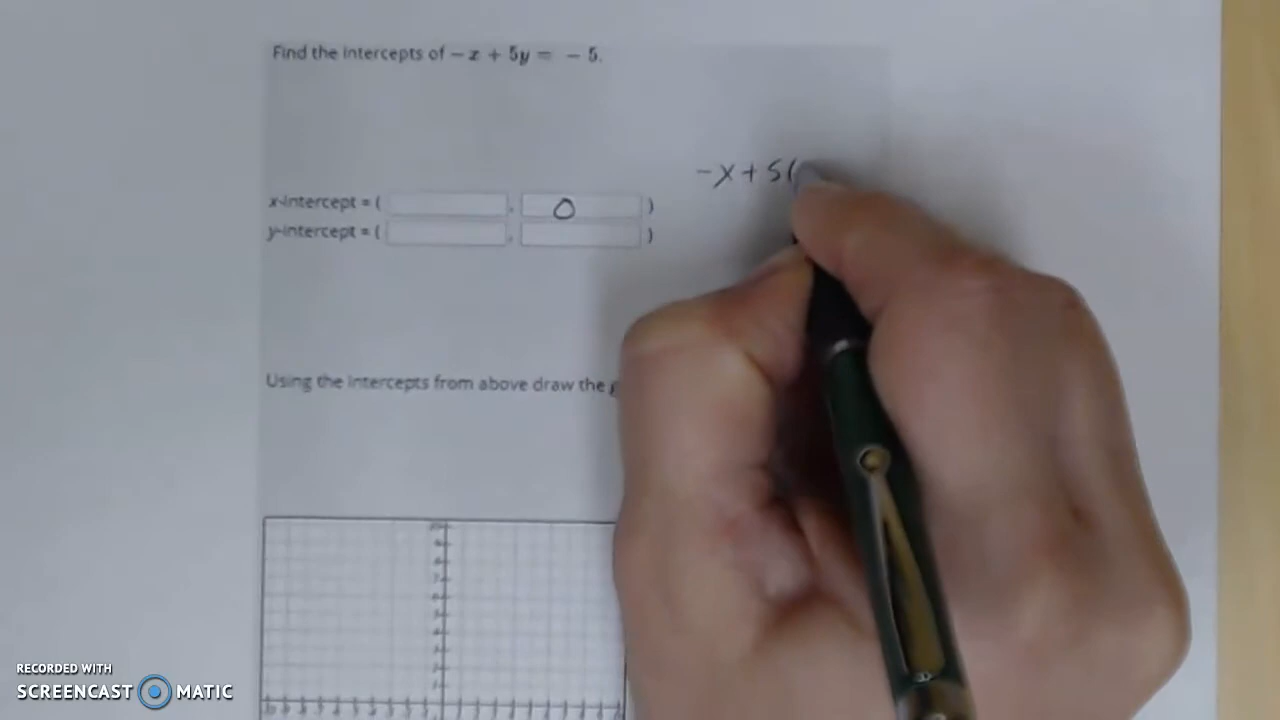 Find the intercepts of −x + 5y = − 5.
-x + 5(
x-intercept = ( , 0 )
y-intercept = ( , )
Using the intercepts from above draw the
RECORDED WITH
SCREENCAST MATIC